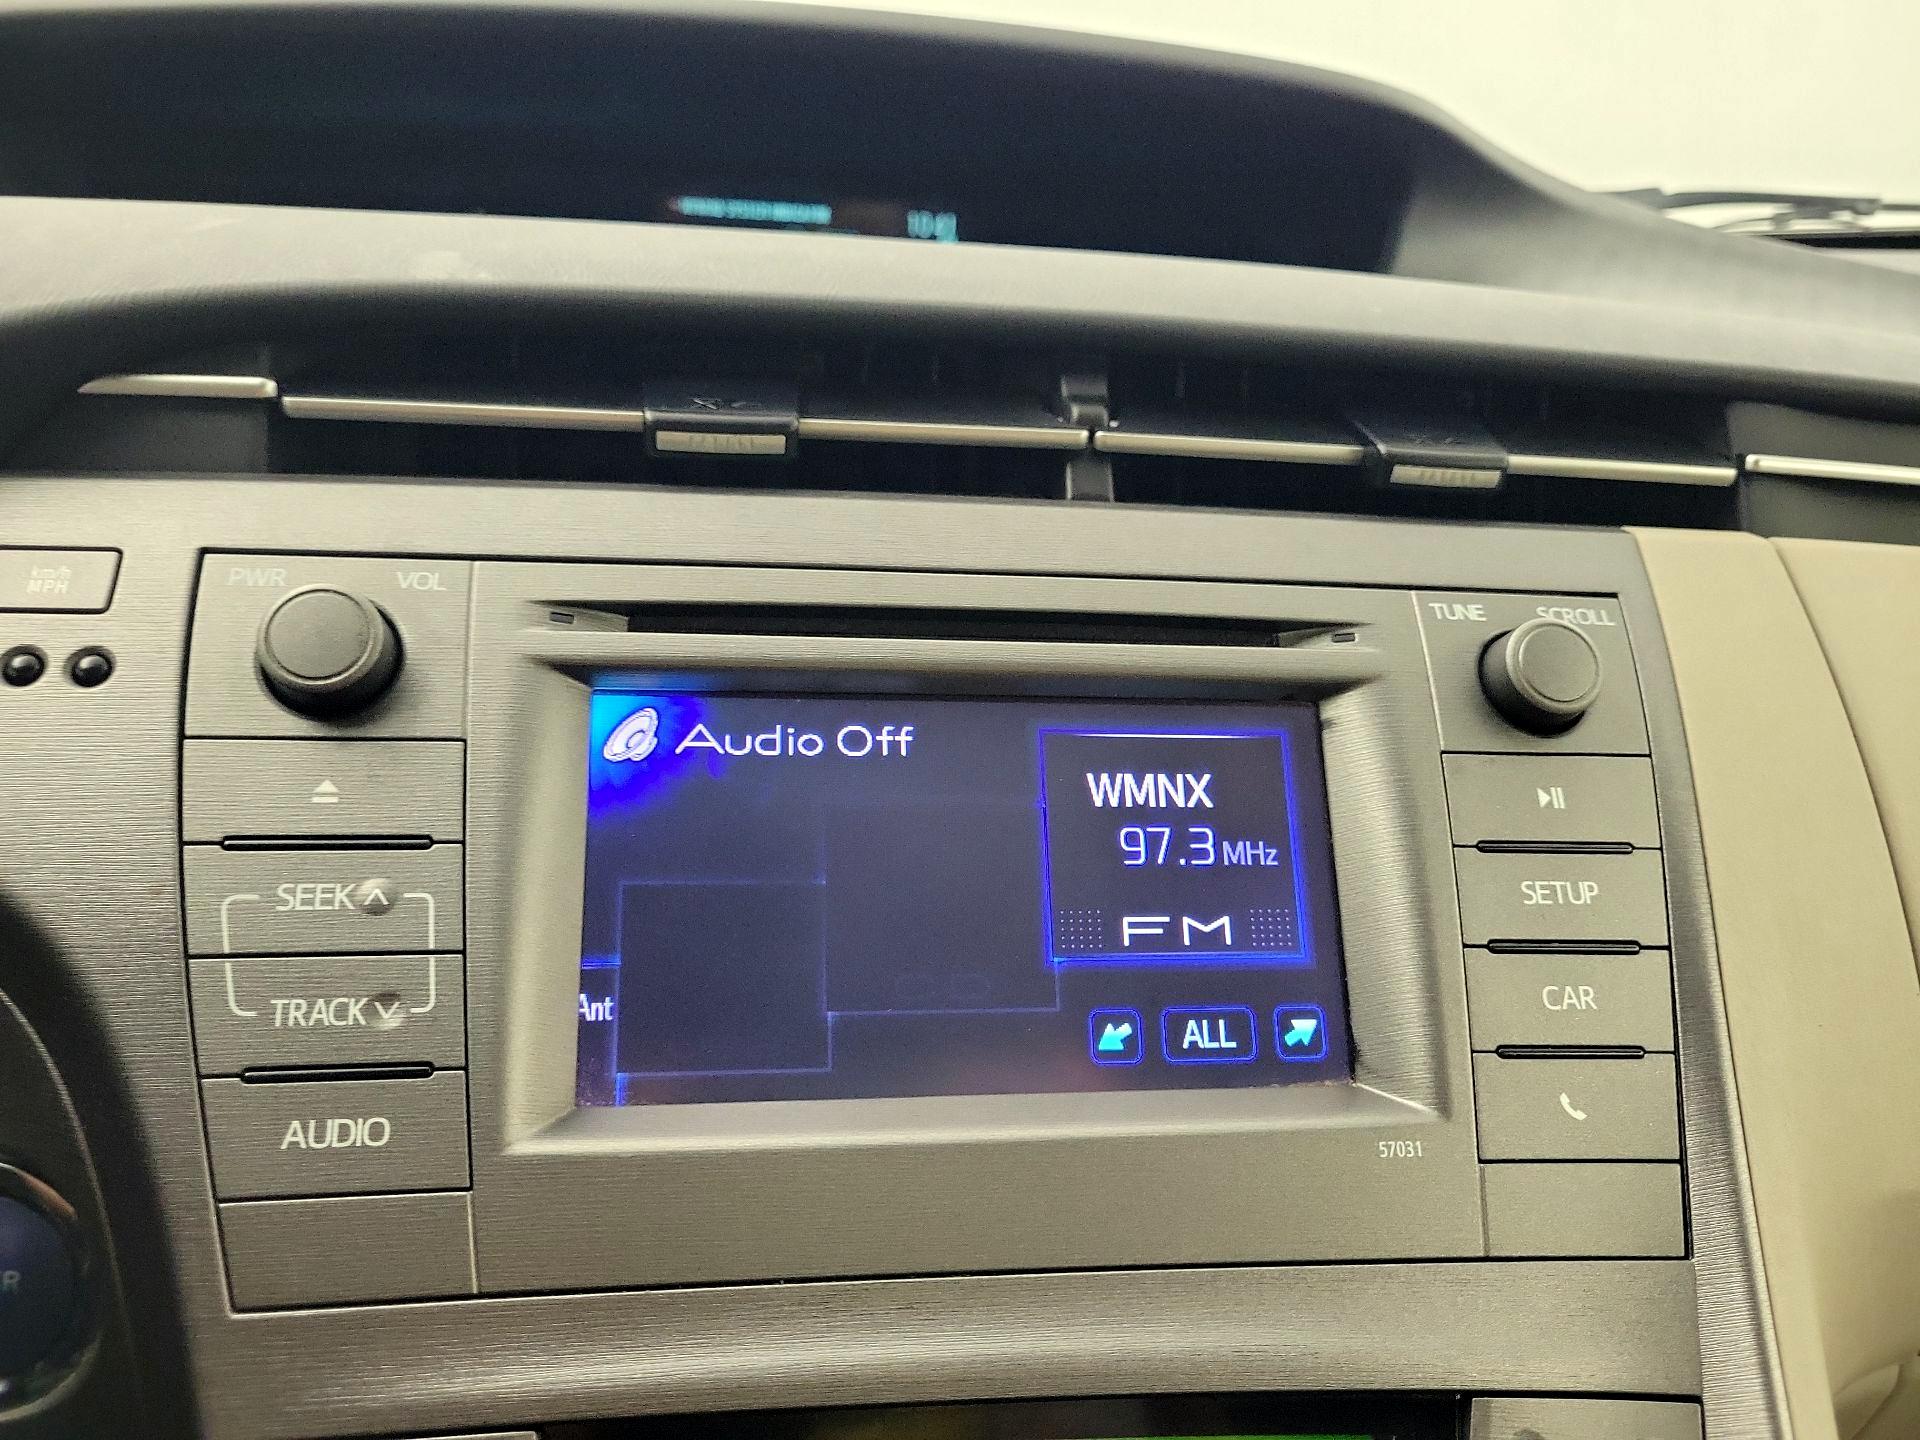 km/h
MPH
PWR
VOL
TUNE
SCROLL
Audio Off
WMNX
97.3 MHz
FM
SEEK
TRACK
AUDIO
Ant
ALL
SETUP
CAR
57031